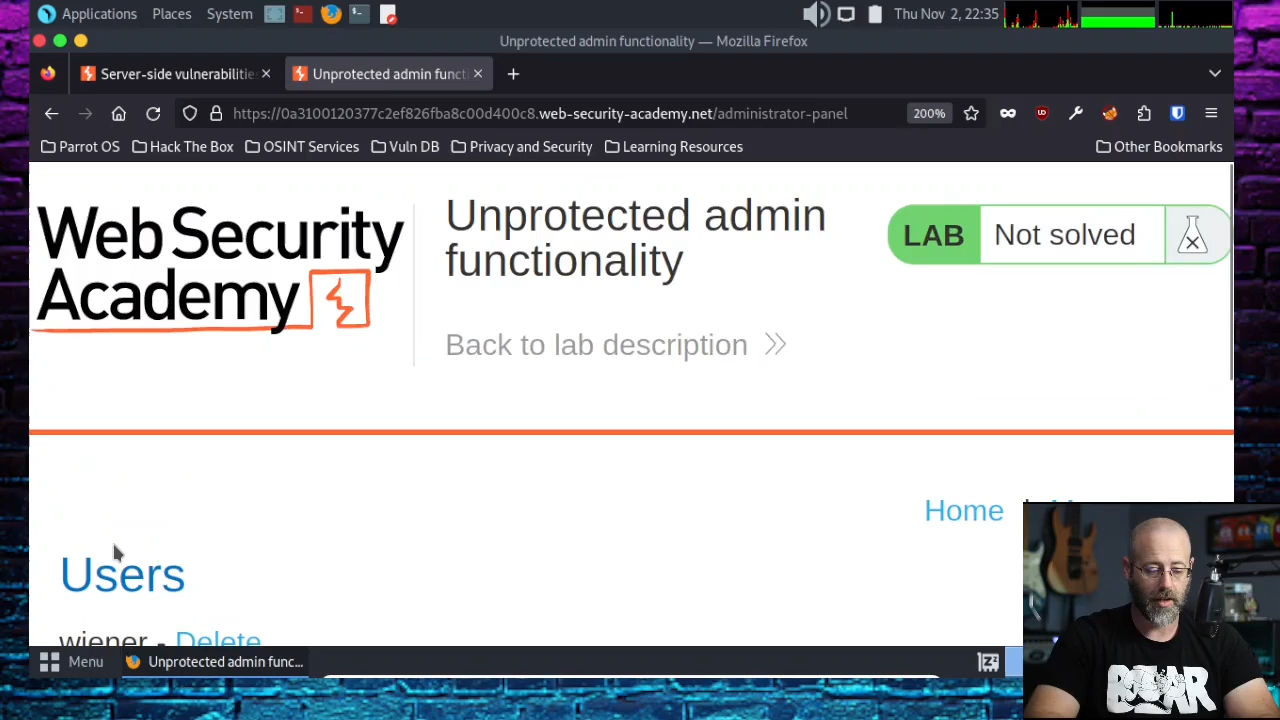 Applications Places System Thu Nov 2, 22:35
Unprotected admin functionality — Mozilla Firefox
Server-side vulnerabilitie Unprotected admin funct
https://0a3100120377c2ef826fba8c00d400c8.web-security-academy.net/administrator-panel 200%
Parrot OS Hack The Box OSINT Services Vuln DB Privacy and Security Learning Resources Other Bookmarks
Web Security
Academy
Unprotected admin
functionality
LAB Not solved
Back to lab description
Home |
Users
wiener - Delete
Menu Unprotected admin func...